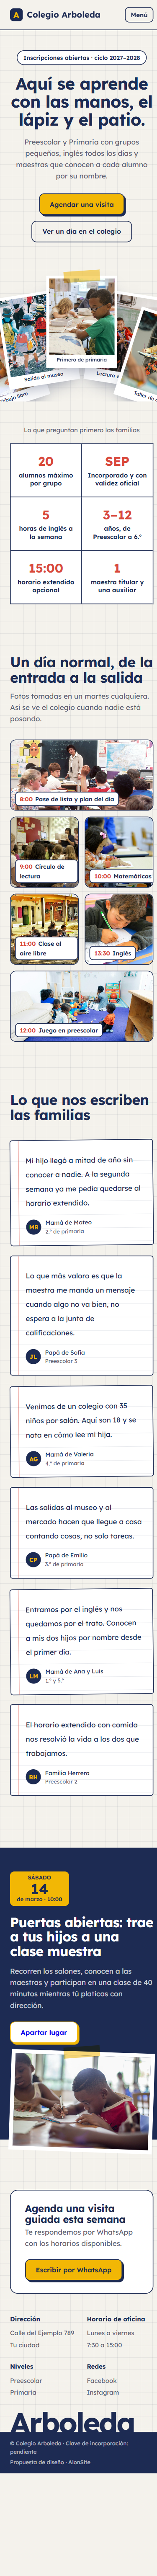 A Colegio Arboleda
Menú
Inscripciones abiertas · ciclo 2027–2028
Aquí se aprende
con las manos, el
lápiz y el patio.
Preescolar y Primaria con grupos
pequeños, inglés todos los días y
maestras que conocen a cada alumno
por su nombre.
Agendar una visita
Ver un día en el colegio
Dibujo libre
Salida al museo
Primero de primaria
Lectura e
Taller de
Lo que preguntan primero las familias
20
alumnos máximo
por grupo
SEP
Incorporado y con
validez oficial
5
horas de inglés a
la semana
3–12
años, de
Preescolar a 6.º
15:00
horario extendido
opcional
1
maestra titular y
una auxiliar
Un día normal, de la
entrada a la salida
Fotos tomadas en un martes cualquiera.
Así se ve el colegio cuando nadie está
posando.
8:00 Pase de lista y plan del día
9:00 Círculo de
lectura
10:00 Matemáticas
11:00 Clase al
aire libre
13:30 Inglés
12:00 Juego en preescolar
Lo que nos escriben
las familias
Mi hijo llegó a mitad de año sin
conocer a nadie. A la segunda
semana ya me pedía quedarse al
horario extendido.
MR
Mamá de Mateo
2.º de primaria
Lo que más valoro es que la
maestra me manda un mensaje
cuando algo no va bien, no
espera a la junta de
calificaciones.
JL
Papá de Sofía
Preescolar 3
Venimos de un colegio con 35
niños por salón. Aquí son 18 y se
nota en cómo lee mi hija.
AG
Mamá de Valeria
4.º de primaria
Las salidas al museo y al
mercado hacen que llegue a casa
contando cosas, no solo tareas.
CP
Papá de Emilio
3.º de primaria
Entramos por el inglés y nos
quedamos por el trato. Conocen
a mis dos hijos por nombre desde
el primer día.
LM
Mamá de Ana y Luis
1.º y 5.º
El horario extendido con comida
nos resolvió la vida a los dos que
trabajamos.
RH
Familia Herrera
Preescolar 2
SÁBADO
14
de marzo · 10:00
Puertas abiertas: trae
a tus hijos a una
clase muestra
Recorren los salones, conocen a las
maestras y participan en una clase de 40
minutos mientras tú platicas con
dirección.
Apartar lugar
Agenda una visita
guiada esta semana
Te respondemos por WhatsApp
con los horarios disponibles.
Escribir por WhatsApp
Dirección
Calle del Ejemplo 789
Tu ciudad
Horario de oficina
Lunes a viernes
7:30 a 15:00
Niveles
Preescolar
Primaria
Redes
Facebook
Instagram
Arboleda
© Colegio Arboleda · Clave de incorporación:
pendiente
Propuesta de diseño · AionSite